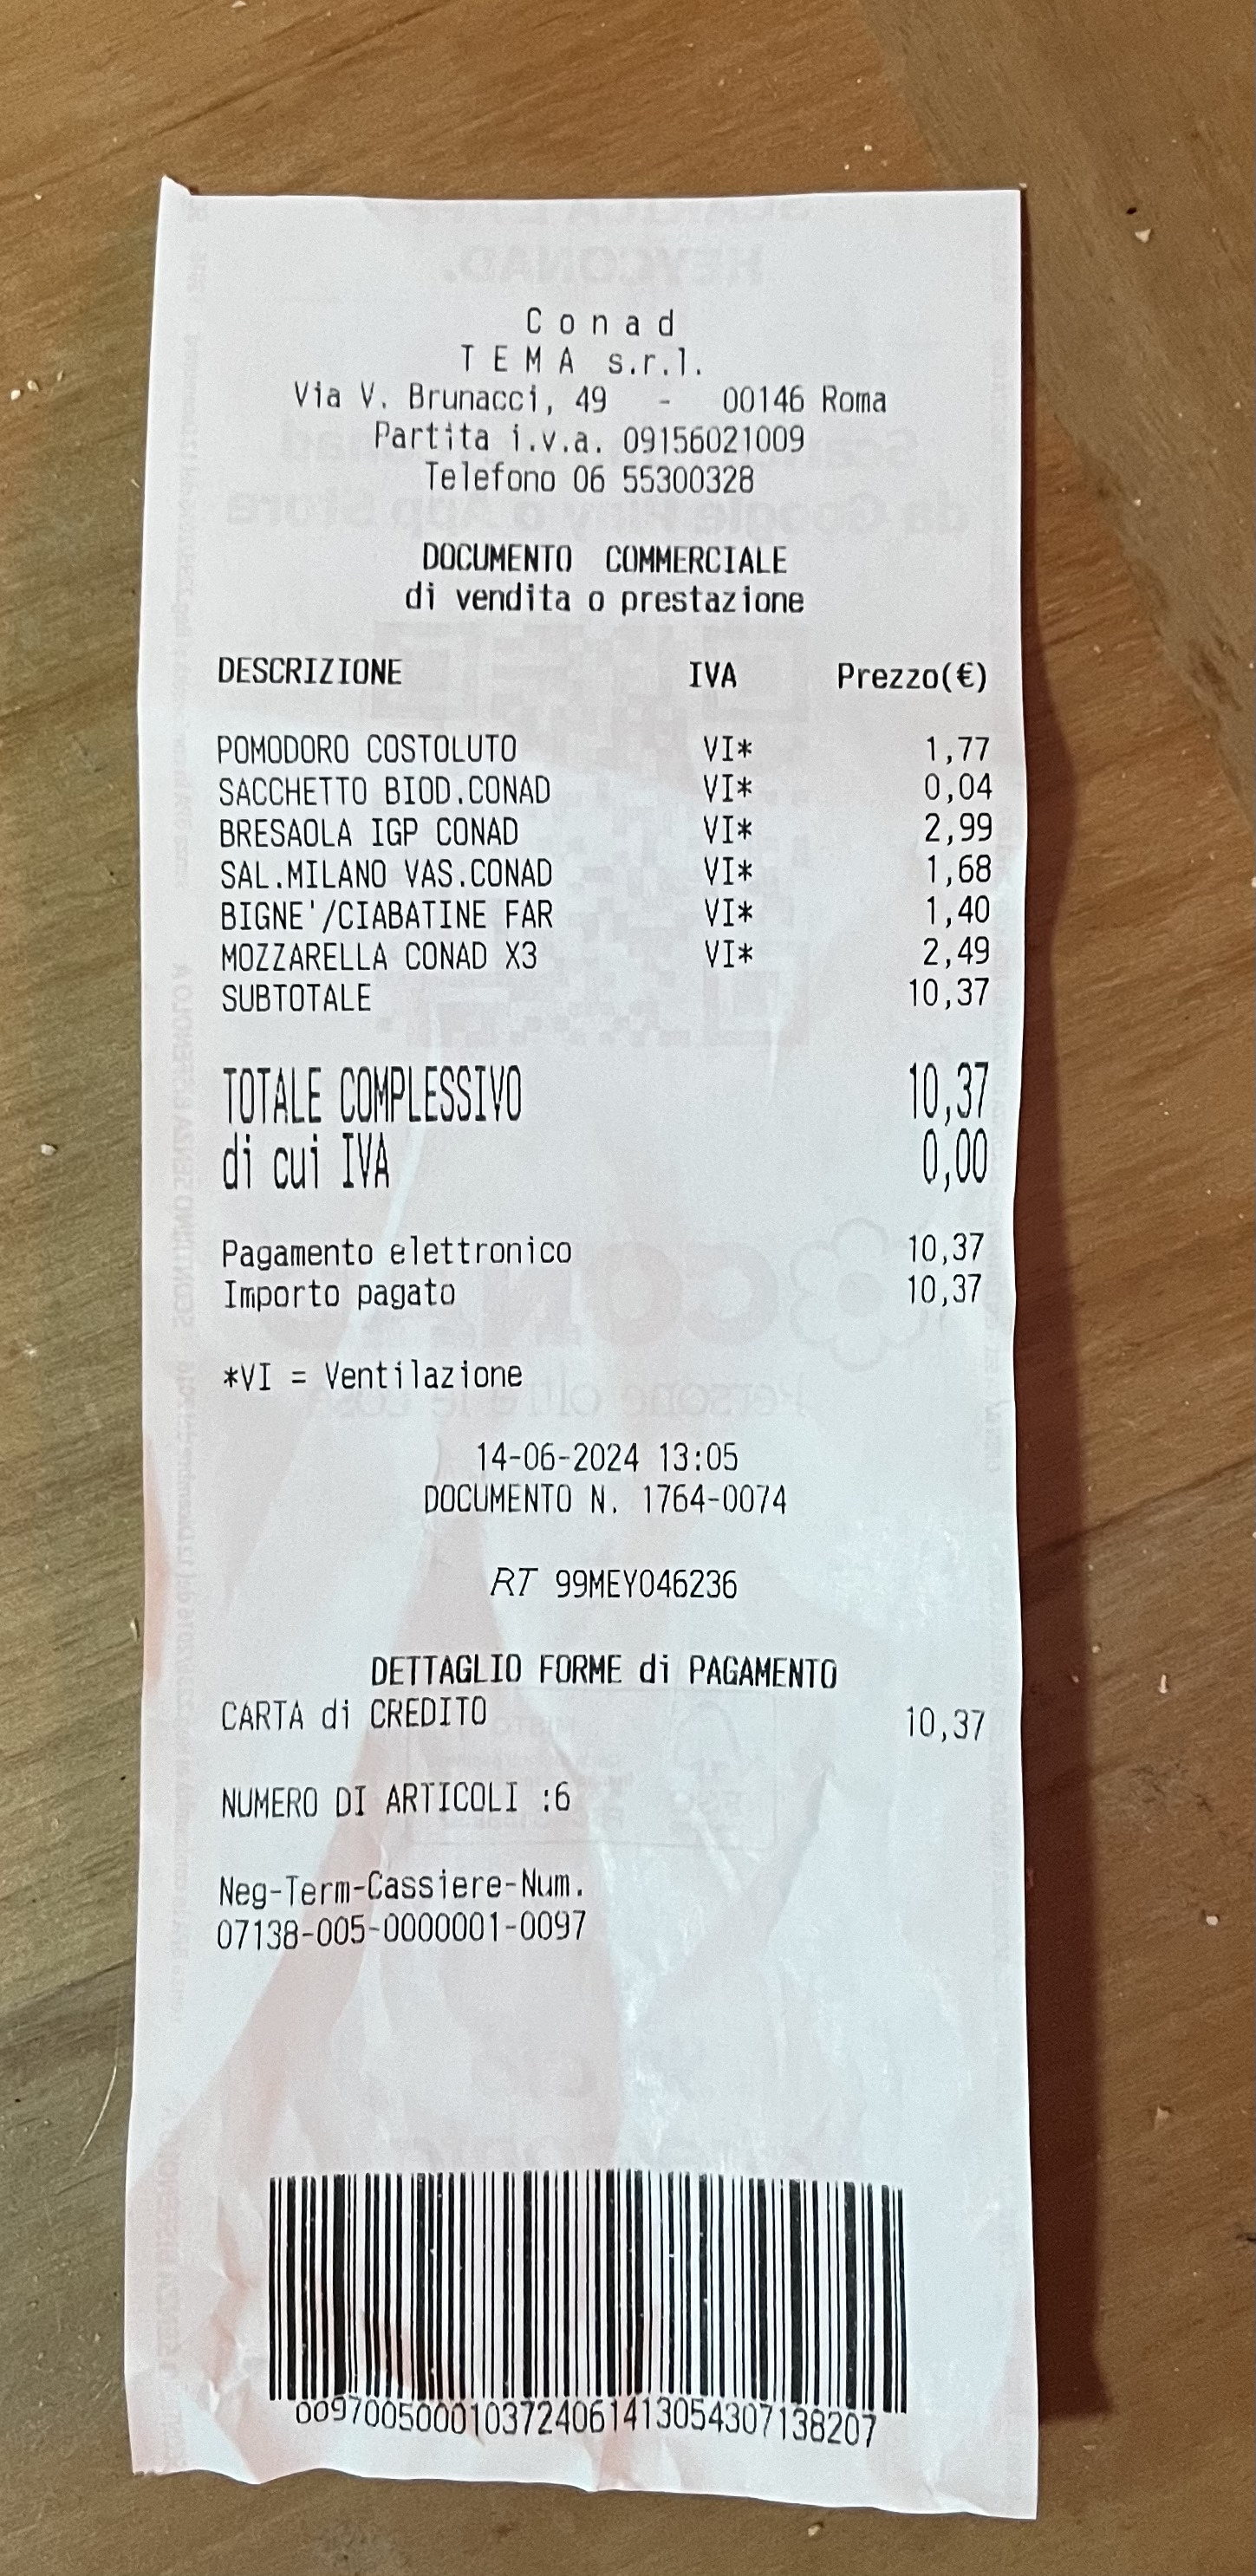 Conad
TEMA s.r.l.
Via V. Brunacci, 49 - 00146 Roma
Partita i.v.a. 09156021009
Telefono 06 55300328
DOCUMENTO COMMERCIALE
di vendita o prestazione
DESCRIZIONE IVA Prezzo(€)
POMODORO COSTOLUTO VI* 1,77
SACCHETTO BIOD.CONAD VI* 0,04
BRESAOLA IGP CONAD VI* 2,99
SAL.MILANO VAS.CONAD VI* 1,68
BIGNE'/CIABATINE FAR VI* 1,40
MOZZARELLA CONAD X3 VI* 2,49
SUBTOTALE 10,37
TOTALE COMPLESSIVO 10,37
di cui IVA 0,00
Pagamento elettronico 10,37
Importo pagato 10,37
*VI = Ventilazione
14-06-2024 13:05
DOCUMENTO N. 1764-0074
RT 99MEY046236
DETTAGLIO FORME di PAGAMENTO
CARTA di CREDITO 10,37
NUMERO DI ARTICOLI :6
Neg-Term-Cassiere-Num.
07138-005-0000001-0097
009700500010372406141305430713​8207